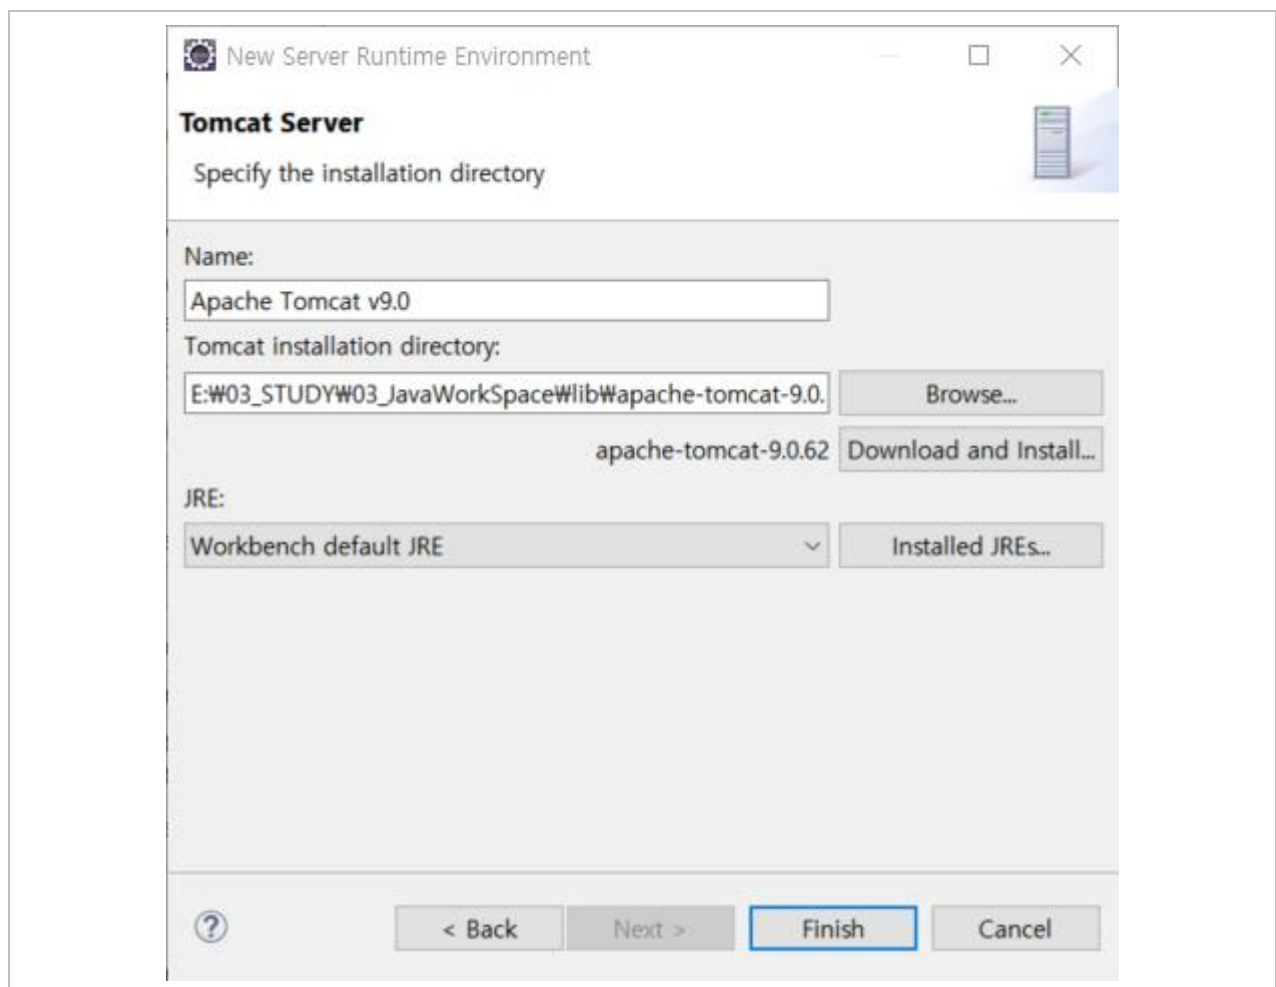 New Server Runtime Environment
Tomcat Server
Specify the installation directory
Name:
Apache Tomcat v9.0
Tomcat installation directory:
E:₩03_STUDY₩03_JavaWorkSpace₩lib₩apache-tomcat-9.0. Browse...
apache-tomcat-9.0.62 Download and Install...
JRE:
Workbench default JRE Installed JREs...
? < Back Next > Finish Cancel